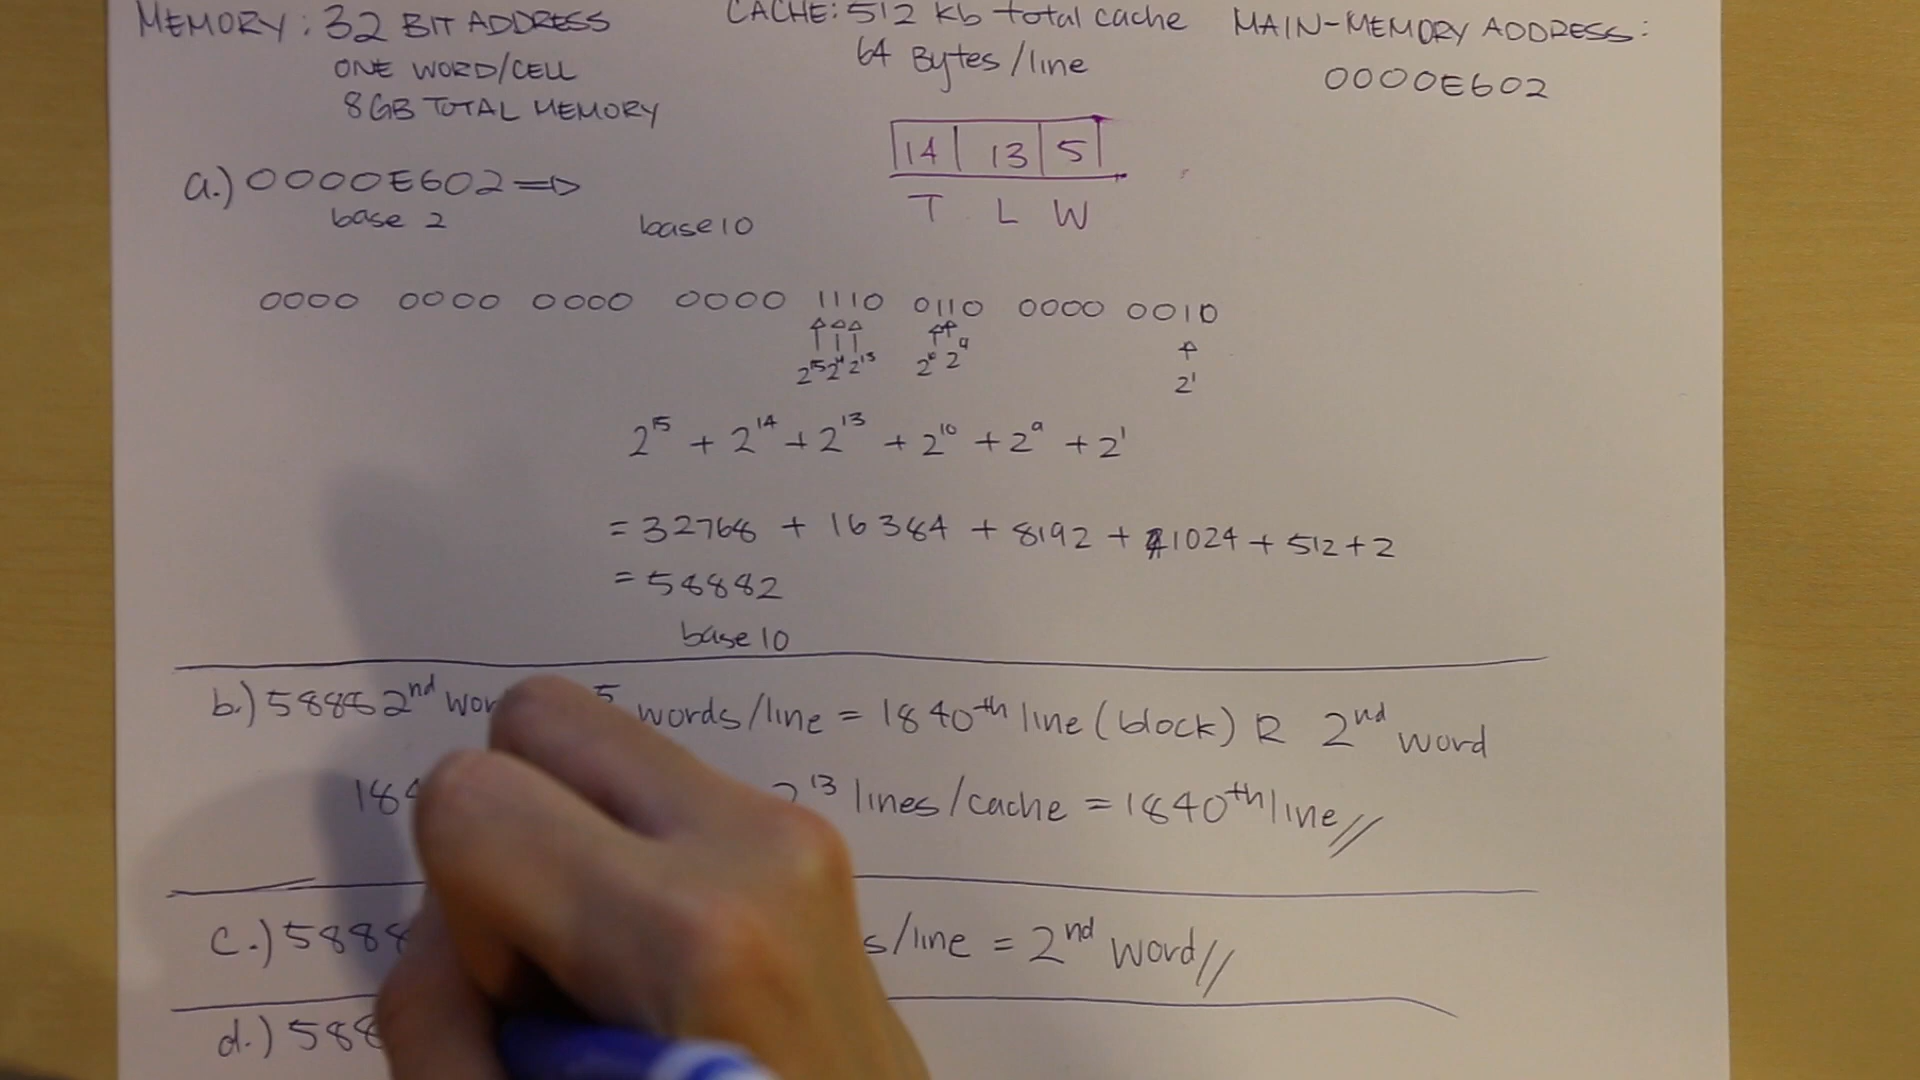 MEMORY: 32 BIT ADDRESS
ONE WORD/CELL
8GB TOTAL MEMORY
CACHE: 512 kb total cache
64 Bytes/line
MAIN-MEMORY ADDRESS:
0000E602
14 | 13 | 5
T L W
a.) 0000E602 =>
base 2 base 10
0000 0000 0000 0000 1110 0110 0000 0010
2^15 2^14 2^13 2^10 2^9 2^1
2^15 + 2^14 + 2^13 + 2^10 + 2^9 + 2^1
= 32768 + 16384 + 8192 + 1024 + 512 + 2
= 58882
base 10
b.) 58882nd 5 words/line = 1840th line (block) R 2nd word
184 2^13 lines/cache = 1840th line//
c.) 5888 s/line = 2nd word//
d.) 588